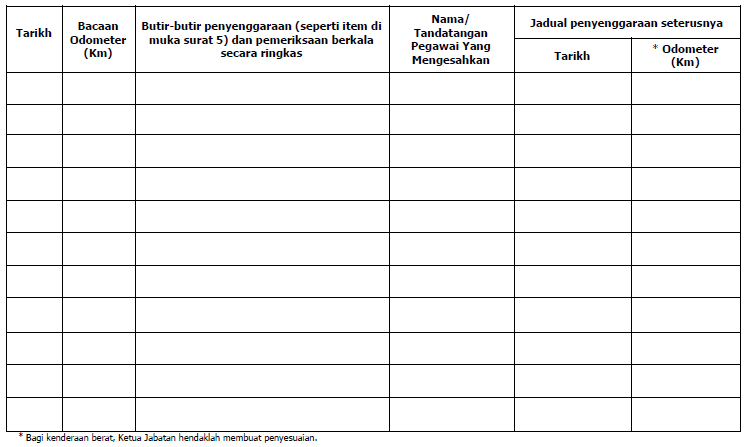 Tarikh
Bacaan
Odometer
(Km)
Butir-butir penyenggaraan (seperti item di
muka surat 5) dan pemeriksaan berkala
secara ringkas
Nama/
Tandatangan
Pegawai Yang
Mengesahkan
Jadual penyenggaraan seterusnya
Tarikh
* Odometer
(Km)
* Bagi kenderaan berat, Ketua Jabatan hendaklah membuat penyesuaian.